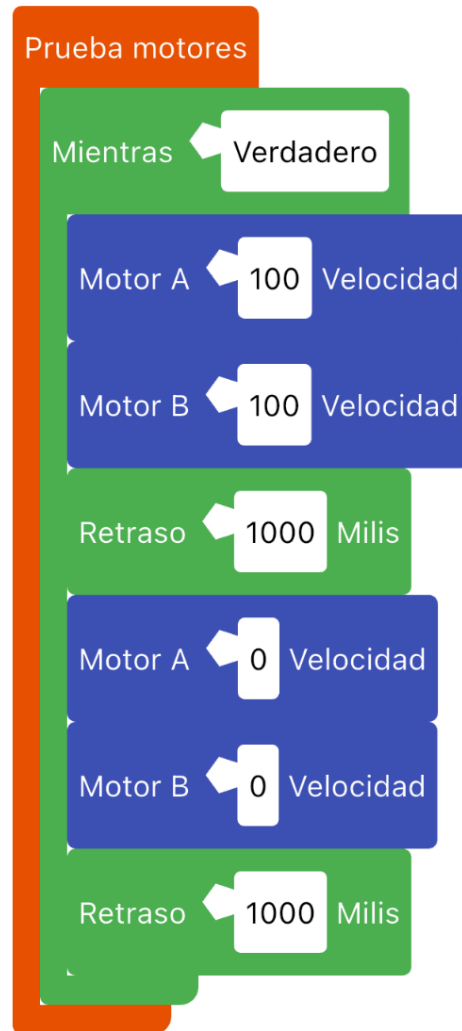 Prueba motores
Mientras Verdadero
Motor A 100 Velocidad
Motor B 100 Velocidad
Retraso 1000 Milis
Motor A 0 Velocidad
Motor B 0 Velocidad
Retraso 1000 Milis